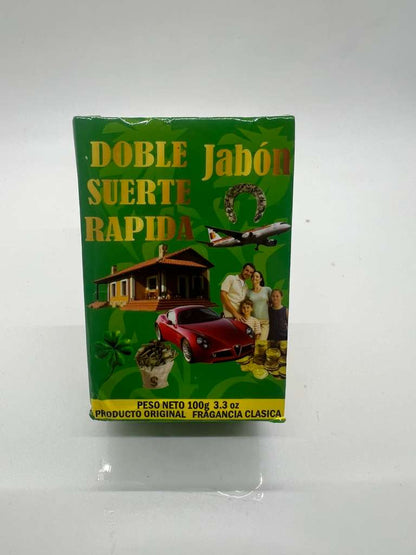 DOBLE
SUERTE
RAPIDA
Jabón
$
PESO NETO 100g 3.3 oz
PRODUCTO ORIGINAL FRAGANCIA CLASICA